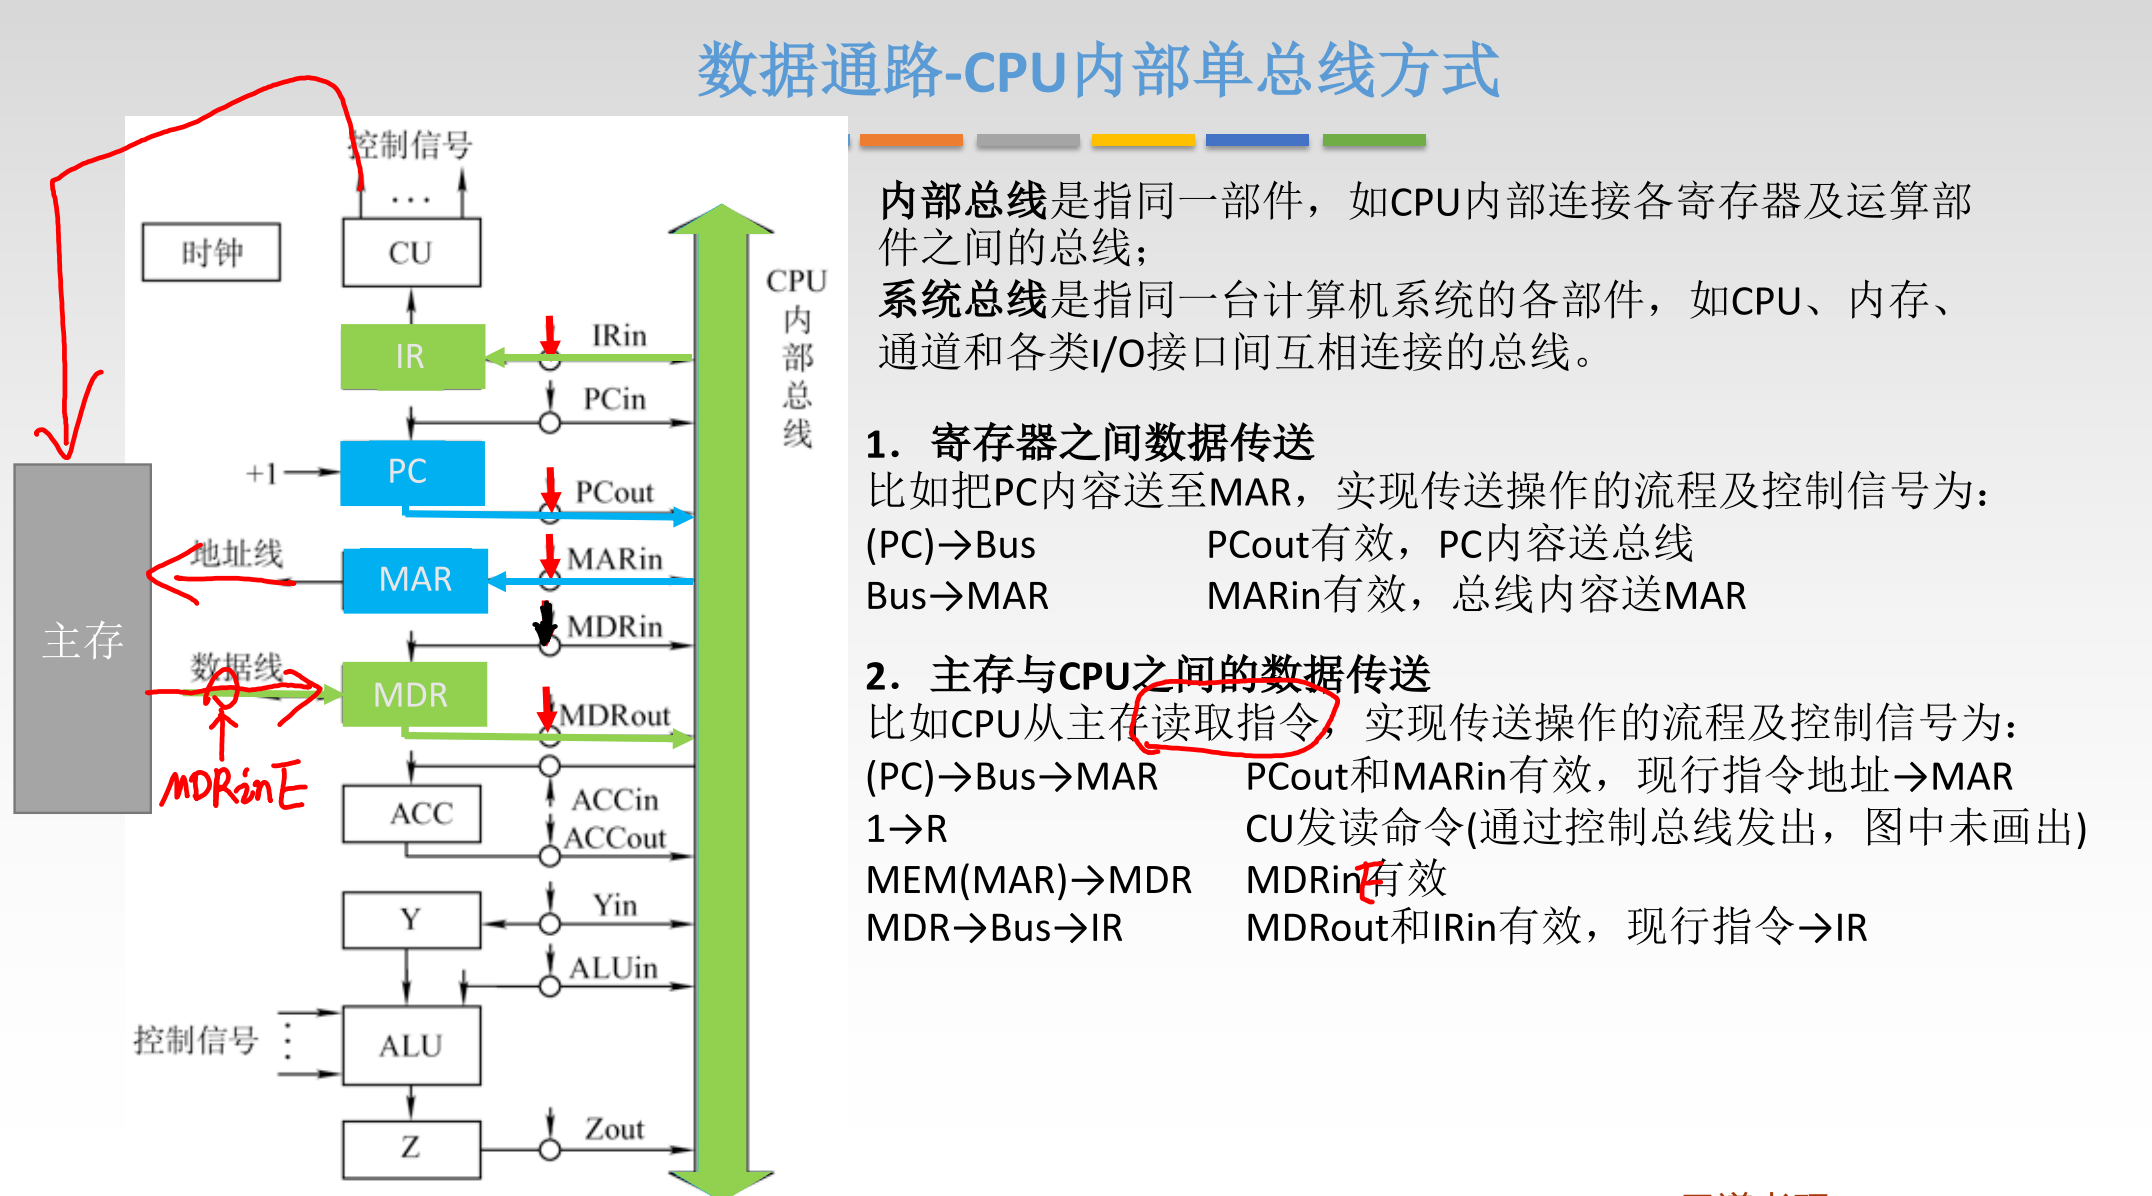 数据通路-CPU内部单总线方式
控制信号
...
时钟
CU
CPU内部总线
IR
IRin
PCin
+1
PC
PCout
地址线
MAR
MARin
MDRin
主存
数据线
MDR
MDRout
MDRinE
ACC
ACCin
ACCout
Y
Yin
ALUin
控制信号
ALU
Z
Zout
内部总线是指同一部件，如CPU内部连接各寄存器及运算部
件之间的总线；
系统总线是指同一台计算机系统的各部件，如CPU、内存、
通道和各类I/O接口间互相连接的总线。
1．寄存器之间数据传送
比如把PC内容送至MAR，实现传送操作的流程及控制信号为：
(PC)→Bus PCout有效，PC内容送总线
Bus→MAR MARin有效，总线内容送MAR
2．主存与CPU之间的数据传送
比如CPU从主存读取指令，实现传送操作的流程及控制信号为：
(PC)→Bus→MAR PCout和MARin有效，现行指令地址→MAR
1→R CU发读命令(通过控制总线发出，图中未画出)
MEM(MAR)→MDR MDRinE有效
MDR→Bus→IR MDRout和IRin有效，现行指令→IR